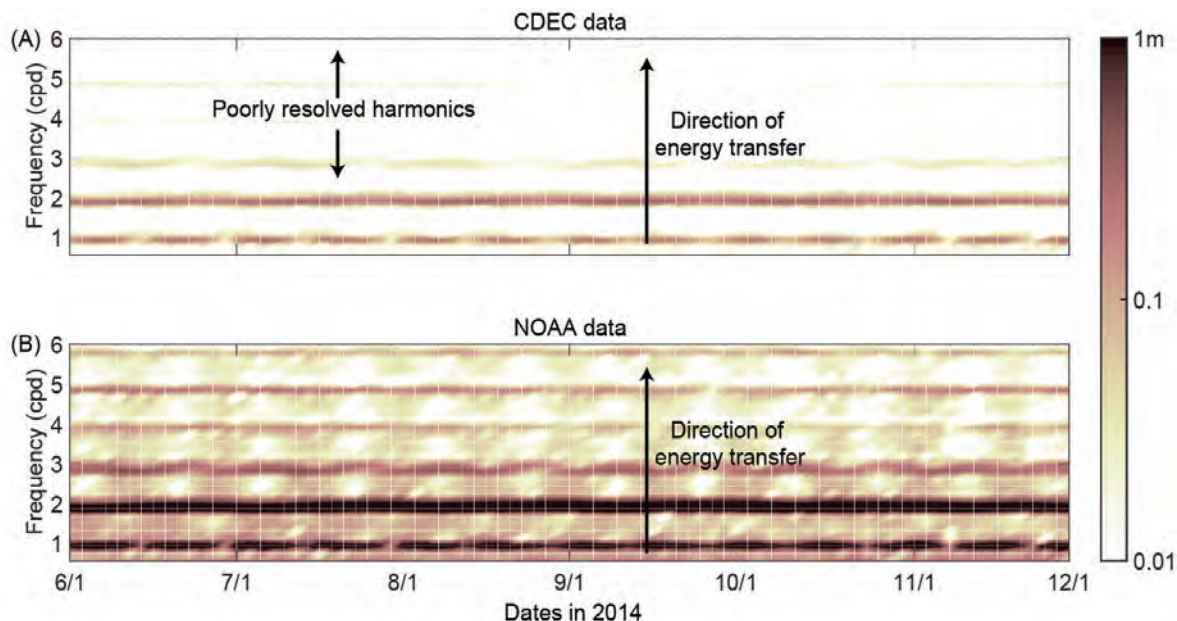 CDEC data
(A)
6
5
4
3
2
1
Frequency (cpd)
Poorly resolved harmonics
Direction of
energy transfer
1m
0.1
0.01
NOAA data
(B)
6
5
4
3
2
1
Frequency (cpd)
Direction of
energy transfer
6/1
7/1
8/1
9/1
10/1
11/1
12/1
Dates in 2014